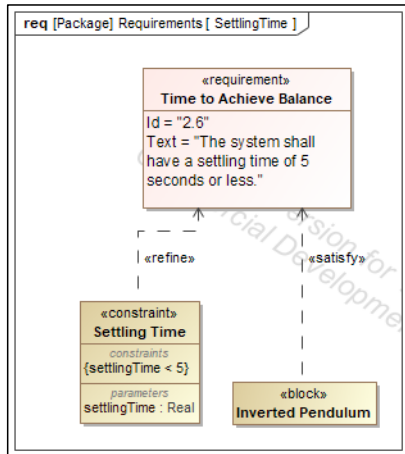 req [Package] Requirements [ SettlingTime ]
«requirement»
Time to Achieve Balance
Id = "2.6"
Text = "The system shall
have a settling time of 5
seconds or less."
«refine»
«satisfy»
«constraint»
Settling Time
constraints
{settlingTime < 5}
parameters
settlingTime : Real
«block»
Inverted Pendulum